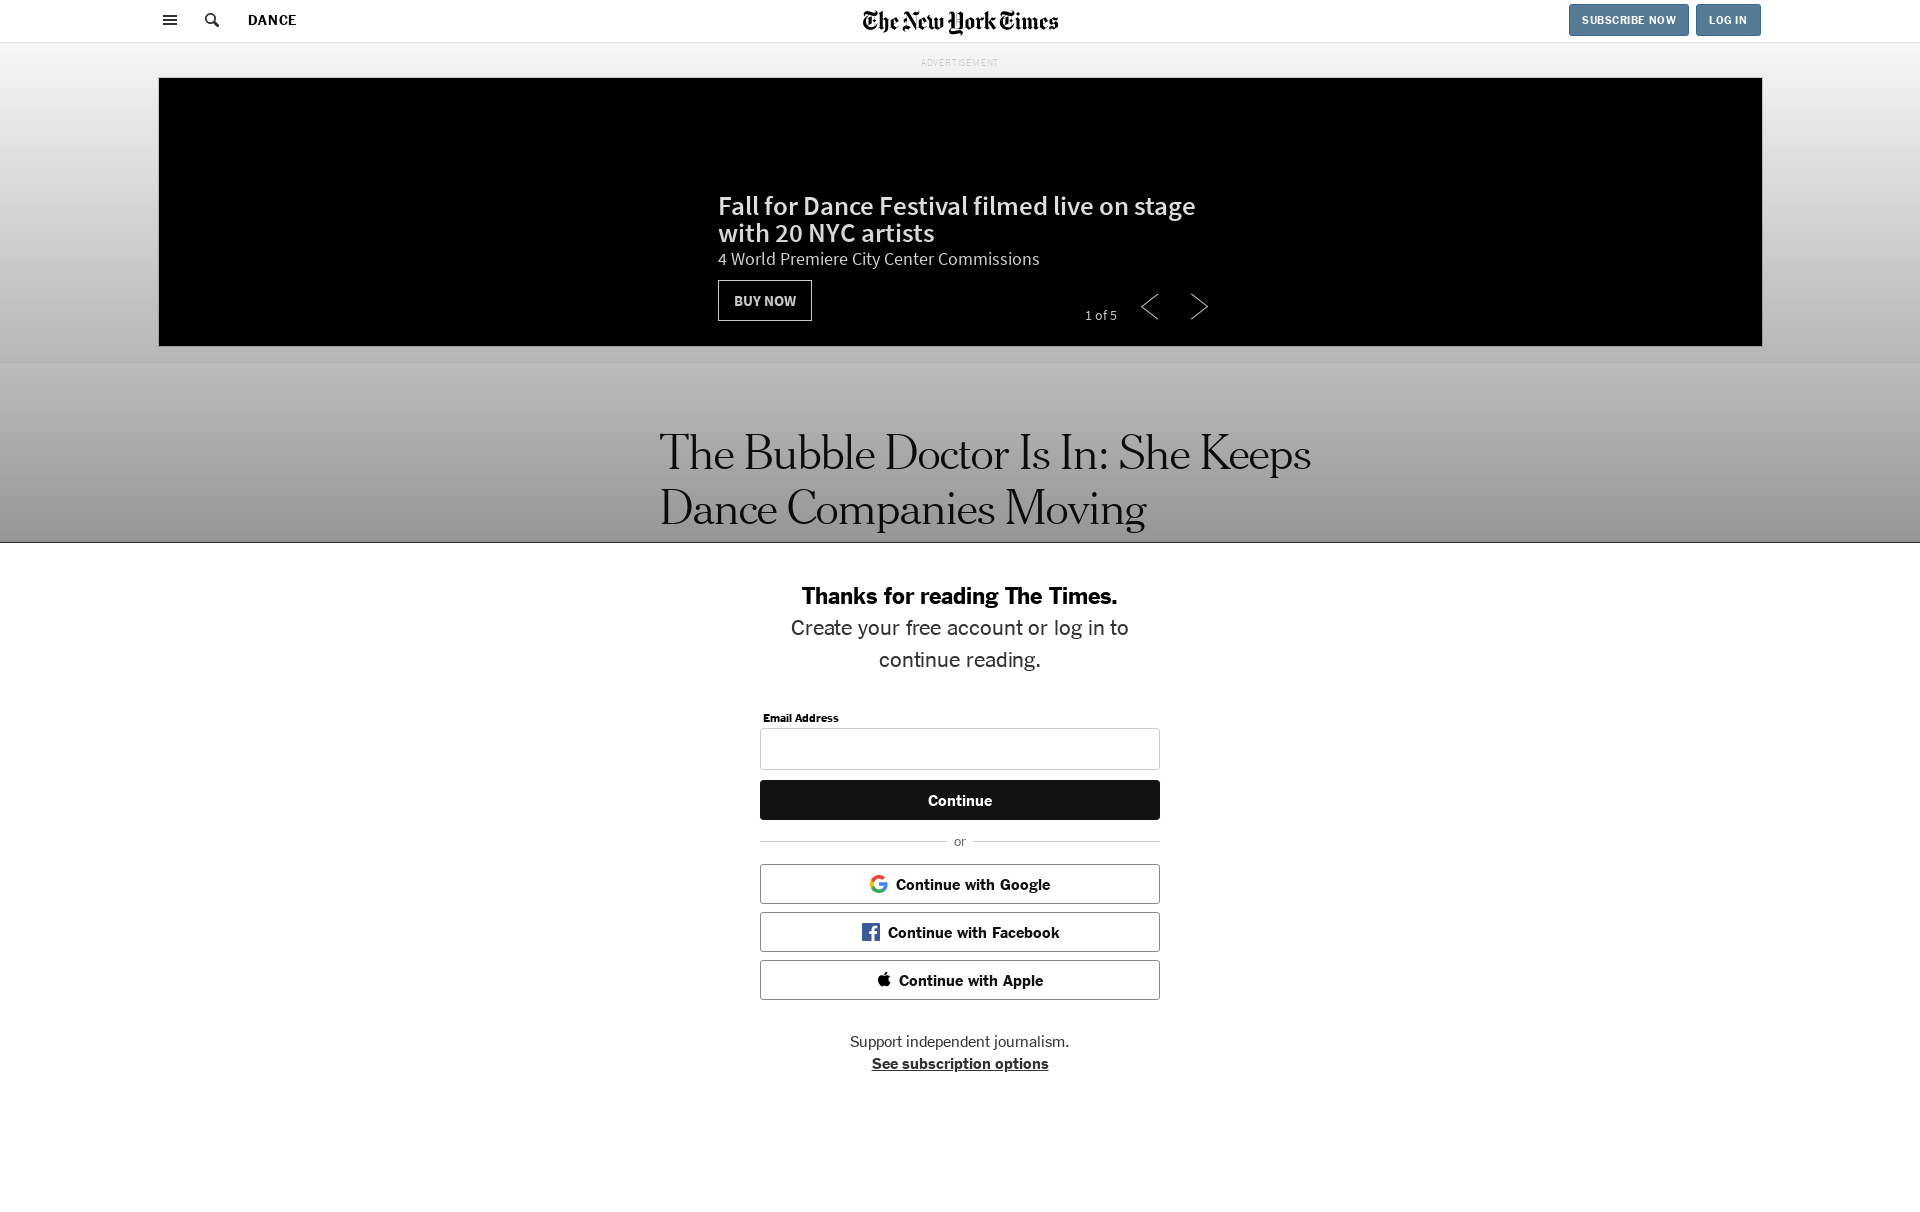 DANCE
The New York Times
SUBSCRIBE NOW
LOG IN
ADVERTISEMENT
Fall for Dance Festival filmed live on stage
with 20 NYC artists
4 World Premiere City Center Commissions
BUY NOW
1 of 5
The Bubble Doctor Is In: She Keeps
Dance Companies Moving
Thanks for reading The Times.
Create your free account or log in to
continue reading.
Email Address
Continue
or
Continue with Google
Continue with Facebook
Continue with Apple
Support independent journalism.
See subscription options